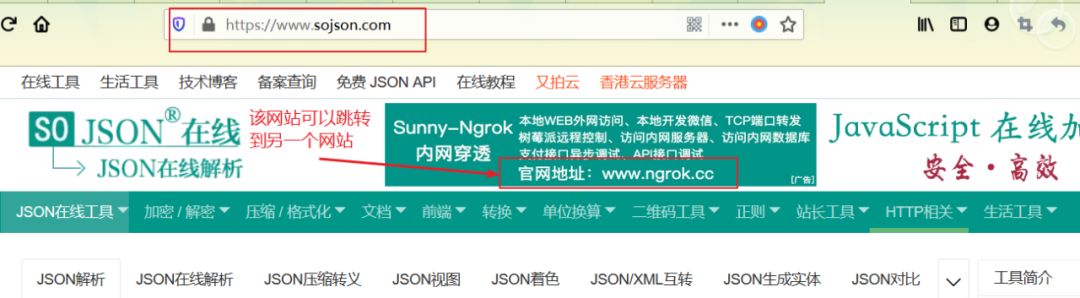 https://www.sojson.com
在线工具 生活工具 技术博客 备案查询 免费 JSON API 在线教程 又拍云 香港云服务器
SO JSON®在线
JSON在线解析
该网站可以跳转
到另一个网站
Sunny-Ngrok
内网穿透
本地WEB外网访问、本地开发微信、TCP端口转发
树莓派远程控制、访问内网服务器、访问内网数据库
支付接口异步调试、API接口调试
官网地址：www.ngrok.cc
[广告]
JavaScript 在线加
安全·高效
JSON在线工具 加密 / 解密 压缩 / 格式化 文档 前端 转换 单位换算 二维码工具 正则 站长工具 HTTP相关 生活工具
JSON解析 JSON在线解析 JSON压缩转义 JSON视图 JSON着色 JSON/XML互转 JSON生成实体 JSON对比 工具简介